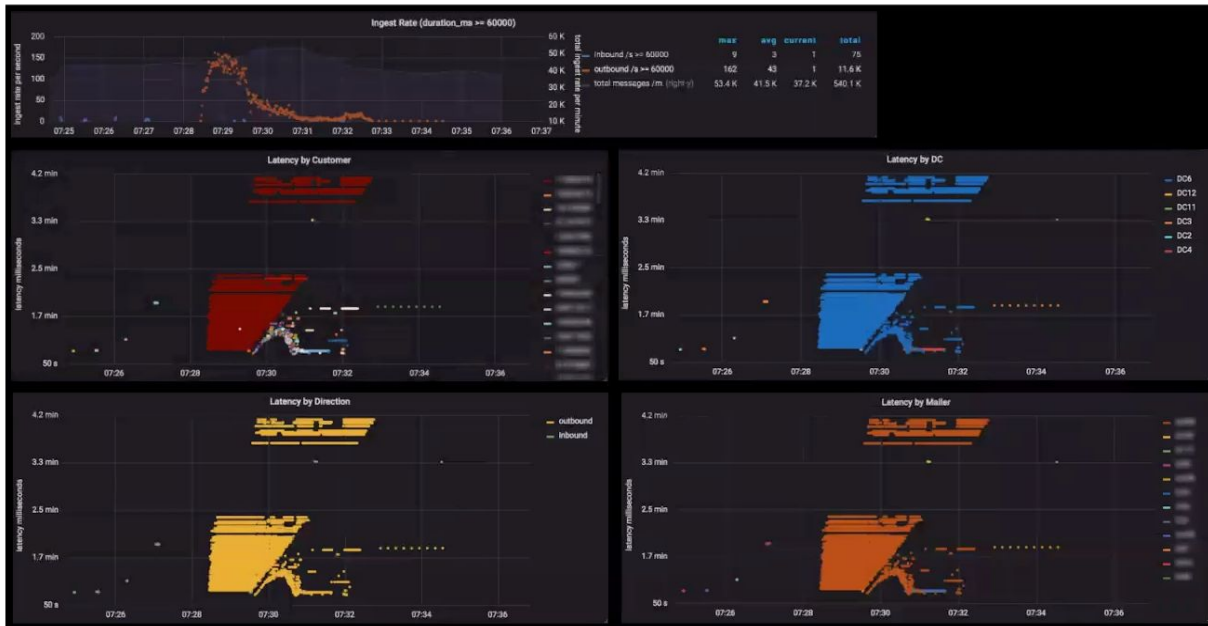 Ingest Rate (duration_ms >= 60000)
Ingest rate per second
200
150
100
50
0
60 K
50 K
40 K
30 K
20 K
10 K
total ingest rate per minute
07:25 07:26 07:27 07:28 07:29 07:30 07:31 07:32 07:33 07:34 07:35 07:36 07:37
max avg current total
inbound /s >= 60000 9 3 1 75
outbound /s >= 60000 162 43 1 11.6 K
total messages /m (right y) 53.4 K 41.5 K 37.2 K 540.1 K
Latency by Customer
latency milliseconds
4.2 min
3.3 min
2.5 min
1.7 min
50 s
07:26 07:28 07:30 07:32 07:34 07:36
Latency by DC
latency milliseconds
4.2 min
3.3 min
2.5 min
1.7 min
50 s
07:26 07:28 07:30 07:32 07:34 07:36
DC6
DC12
DC11
DC3
DC2
DC4
Latency by Direction
latency milliseconds
4.2 min
3.3 min
2.5 min
1.7 min
50 s
07:26 07:28 07:30 07:32 07:34 07:36
outbound
inbound
Latency by Mailer
latency milliseconds
4.2 min
3.3 min
2.5 min
1.7 min
50 s
07:26 07:28 07:30 07:32 07:34 07:36